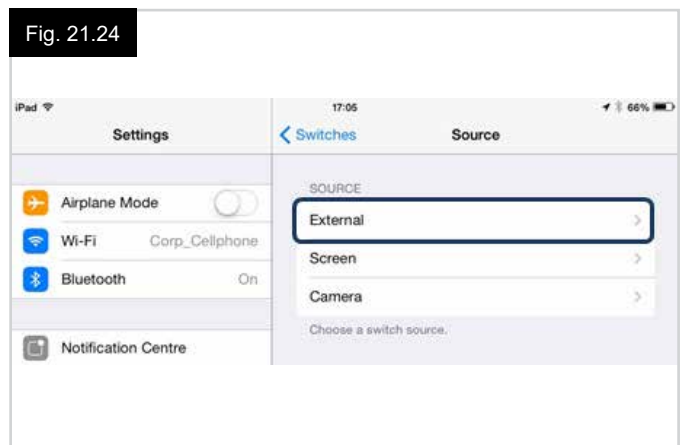 Fig. 21.24
iPad 17:05 66%
Settings
Switches Source
Airplane Mode
Wi-Fi Corp_Cellphone
Bluetooth On
Notification Centre
SOURCE
External
Screen
Camera
Choose a switch source.